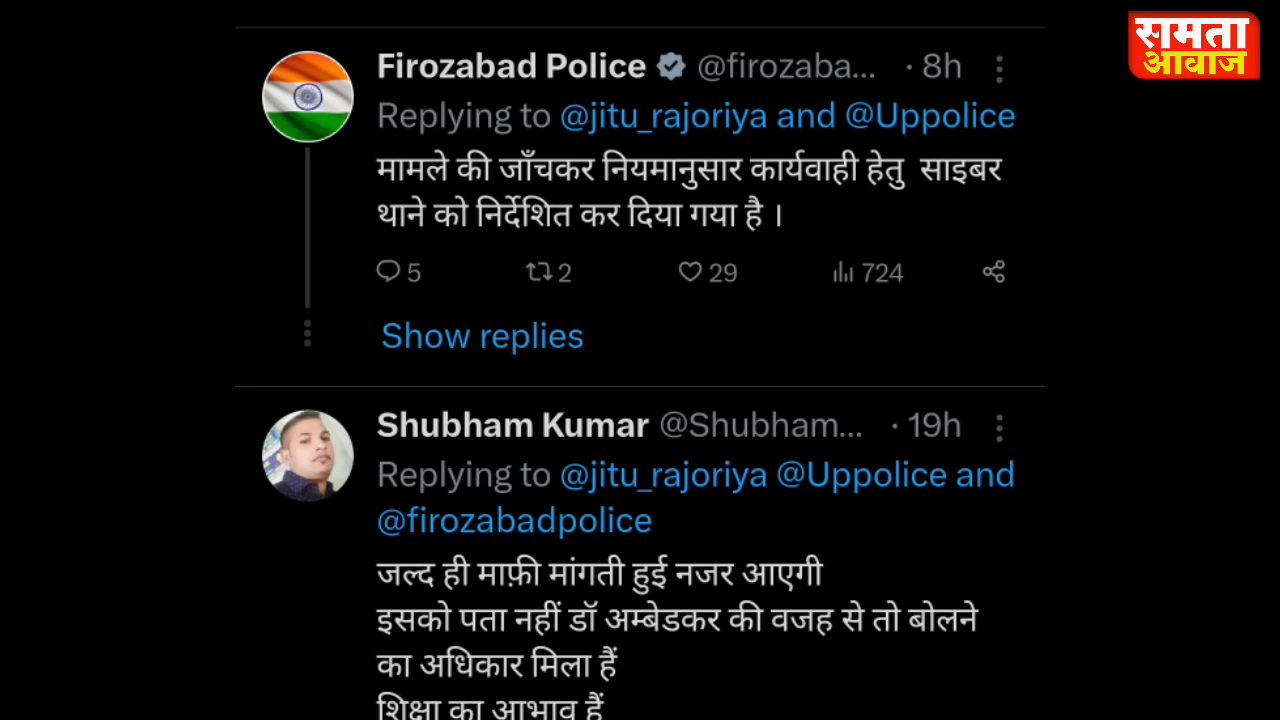 समता
आवाज
Firozabad Police @firozaba... · 8h
Replying to @jitu_rajoriya and @Uppolice
मामले की जाँचकर नियमानुसार कार्यवाही हेतु साइबर
थाने को निर्देशित कर दिया गया है ।
5 2 29 724
Show replies
Shubham Kumar @Shubham... · 19h
Replying to @jitu_rajoriya @Uppolice and
@firozabadpolice
जल्द ही माफ़ी मांगती हुई नजर आएगी
इसको पता नहीं डॉ अम्बेडकर की वजह से तो बोलने
का अधिकार मिला हैं
शिक्षा का आभाव हैं